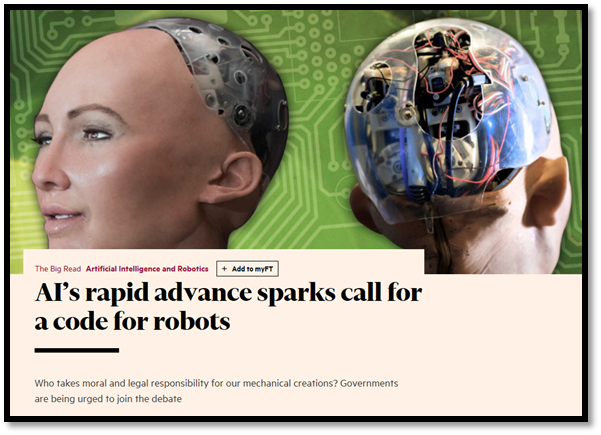 The Big Read Artificial Intelligence and Robotics + Add to myFT
AI's rapid advance sparks call for
a code for robots
Who takes moral and legal responsibility for our mechanical creations? Governments
are being urged to join the debate